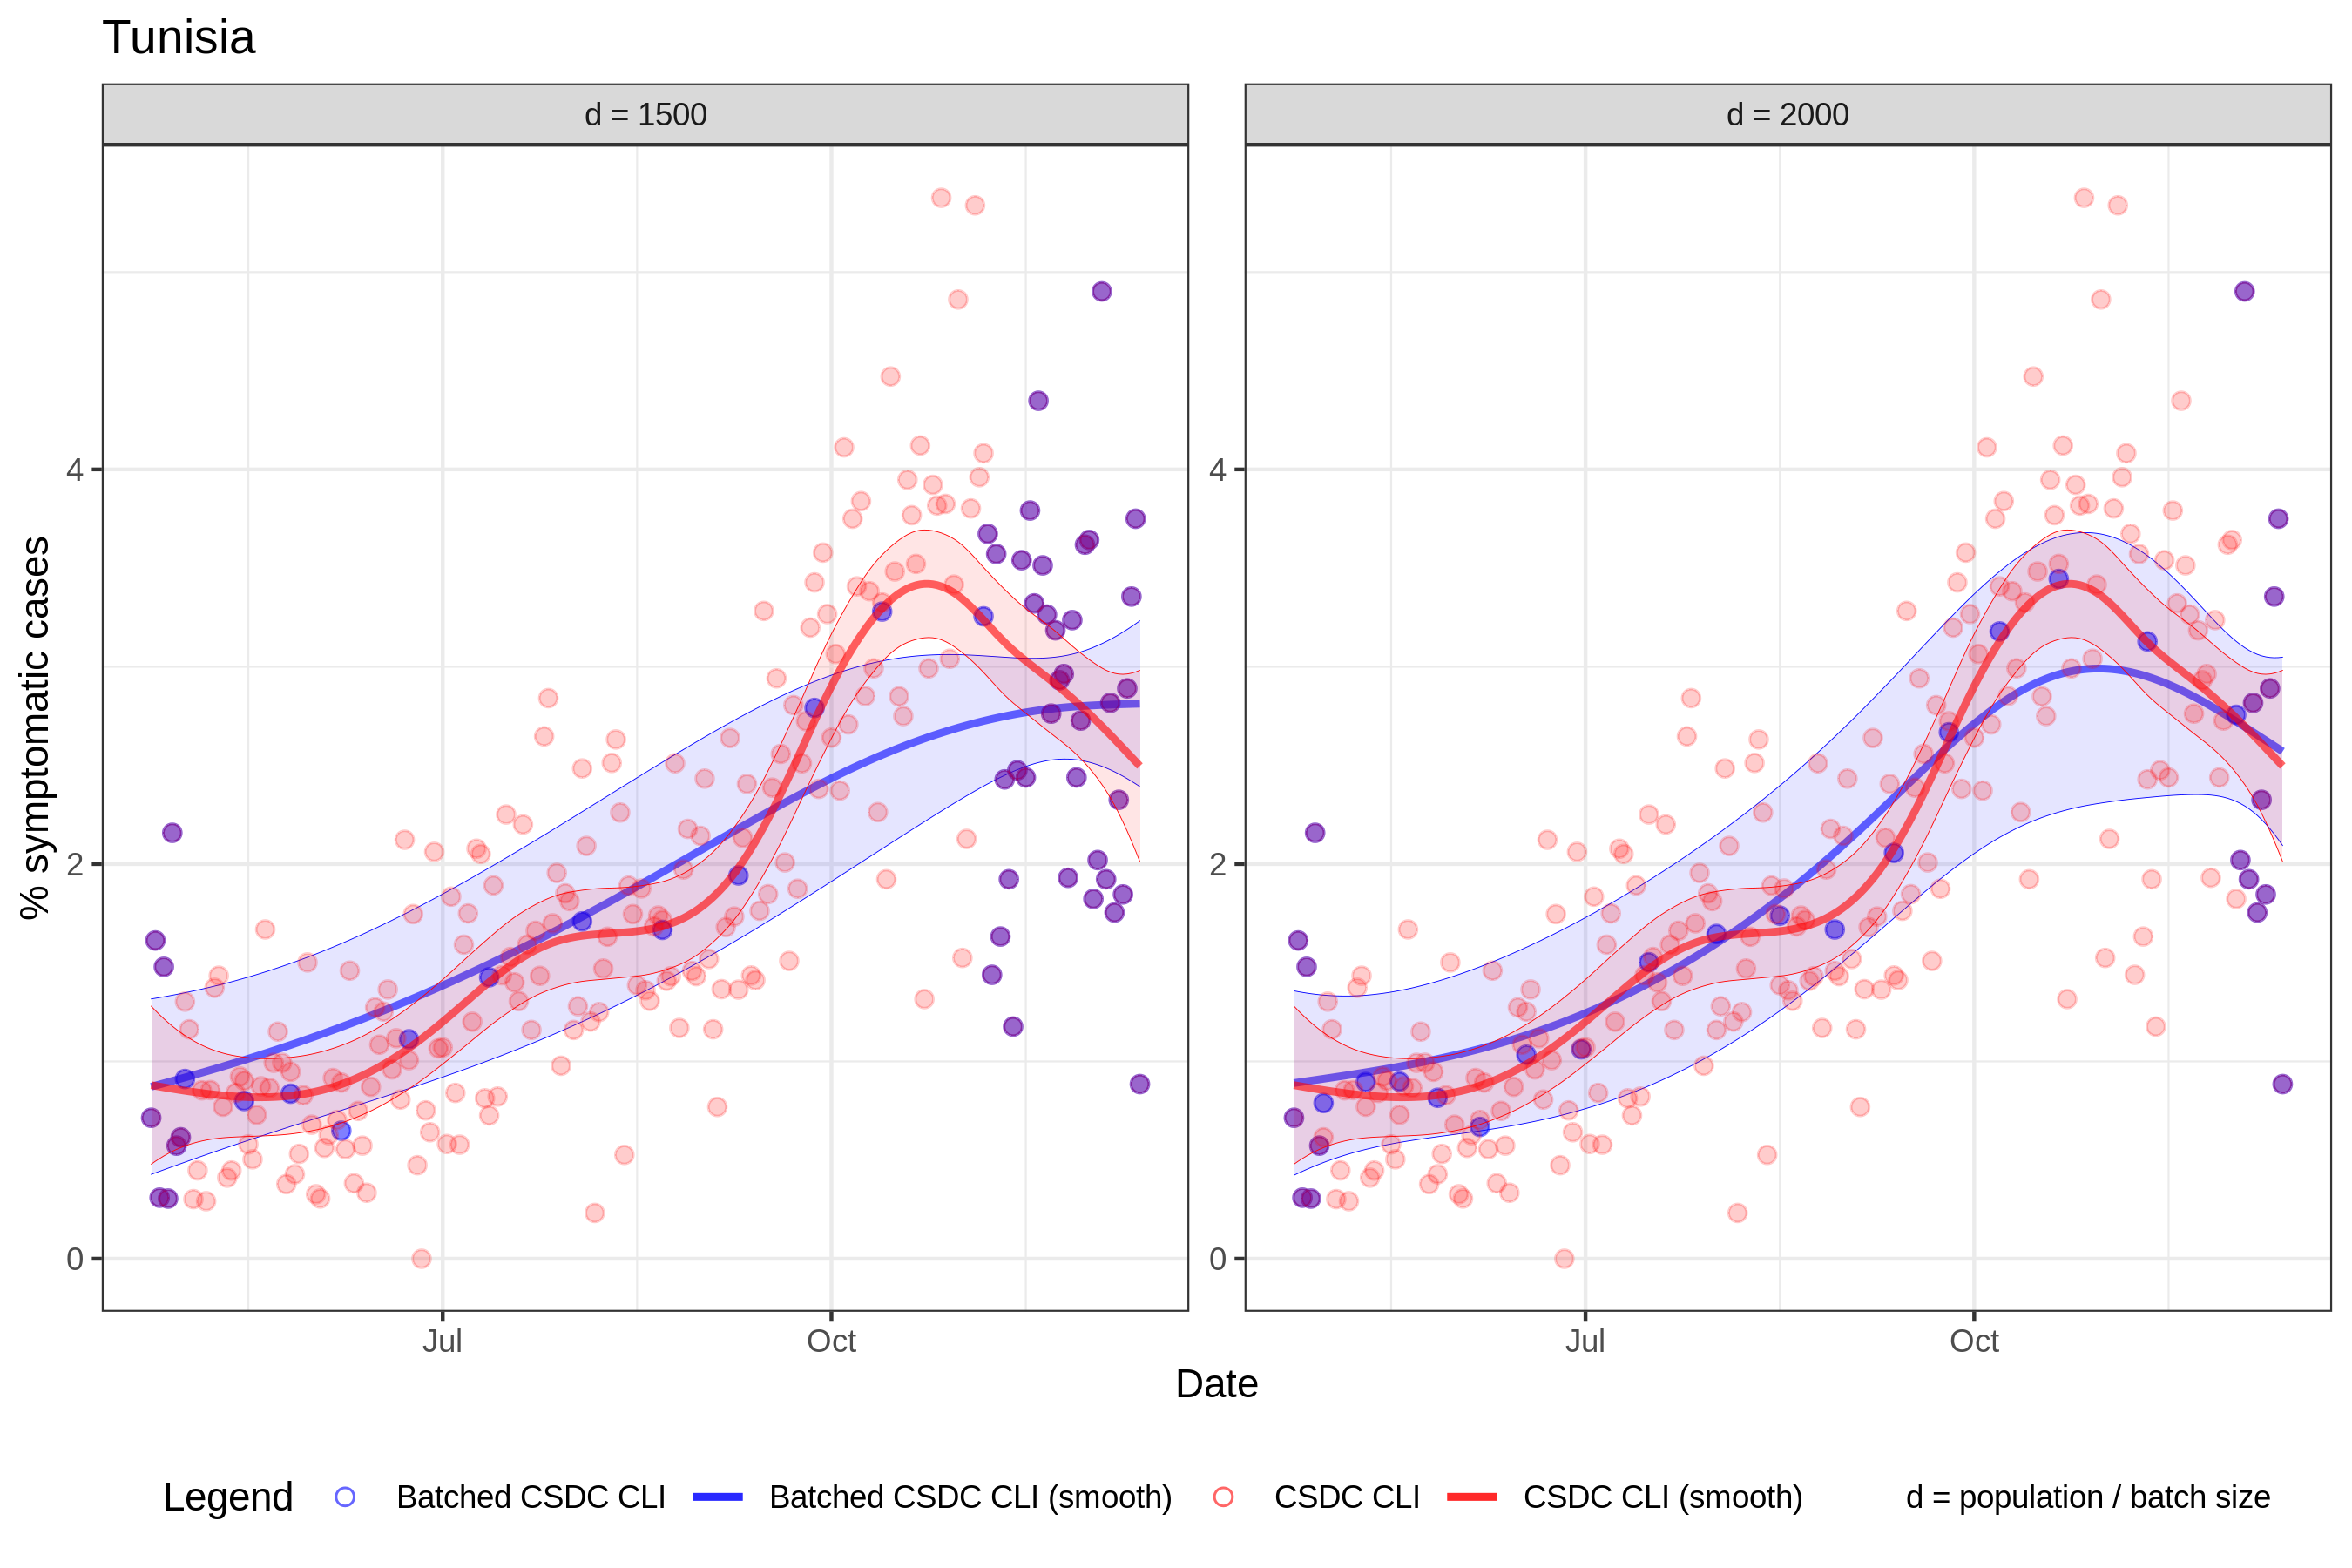 Tunisia
d = 1500
d = 2000
% symptomatic cases
4
2
0
4
2
0
Jul
Oct
Jul
Oct
Date
Legend
Batched CSDC CLI
Batched CSDC CLI (smooth)
CSDC CLI
CSDC CLI (smooth)
d = population / batch size